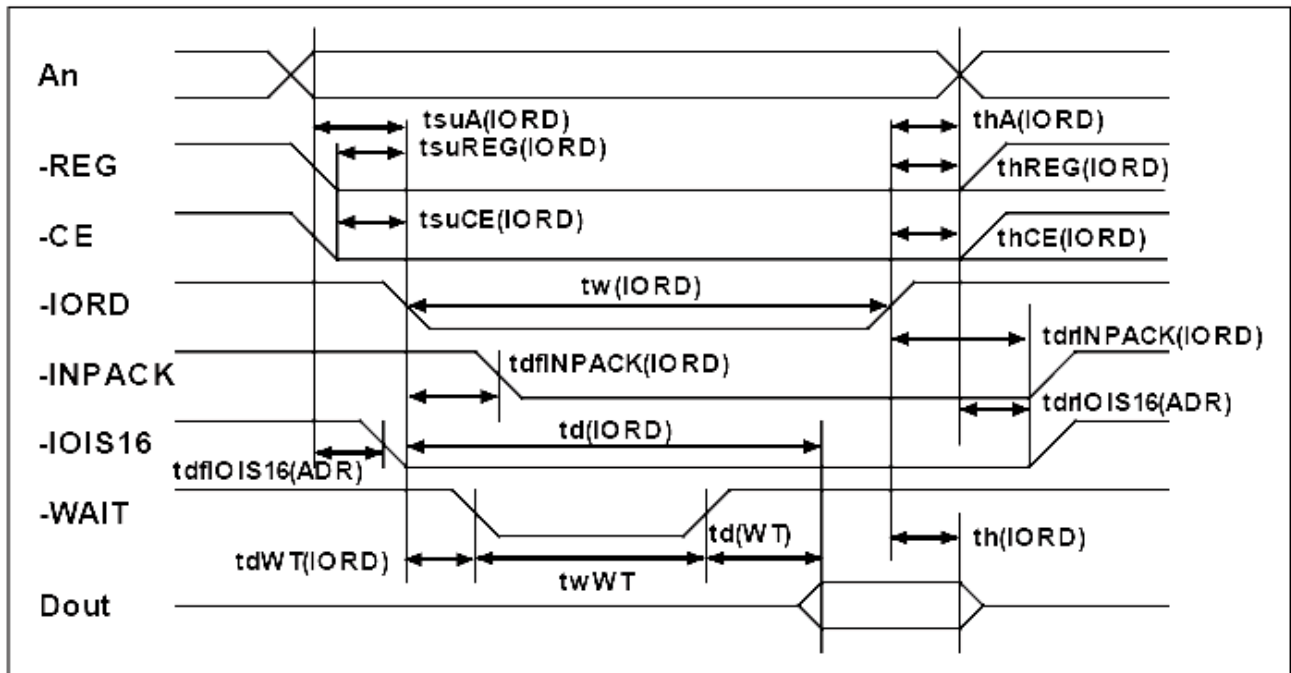 An
tsuA(IORD)
thA(IORD)
tsuREG(IORD)
-REG
thREG(IORD)
tsuCE(IORD)
-CE
thCE(IORD)
tw(IORD)
-IORD
tdrINPACK(IORD)
tdfINPACK(IORD)
-INPACK
tdrIOIS16(ADR)
-IOIS16
td(IORD)
tdfIOIS16(ADR)
-WAIT
td(WT)
th(IORD)
tdWT(IORD)
twWT
Dout